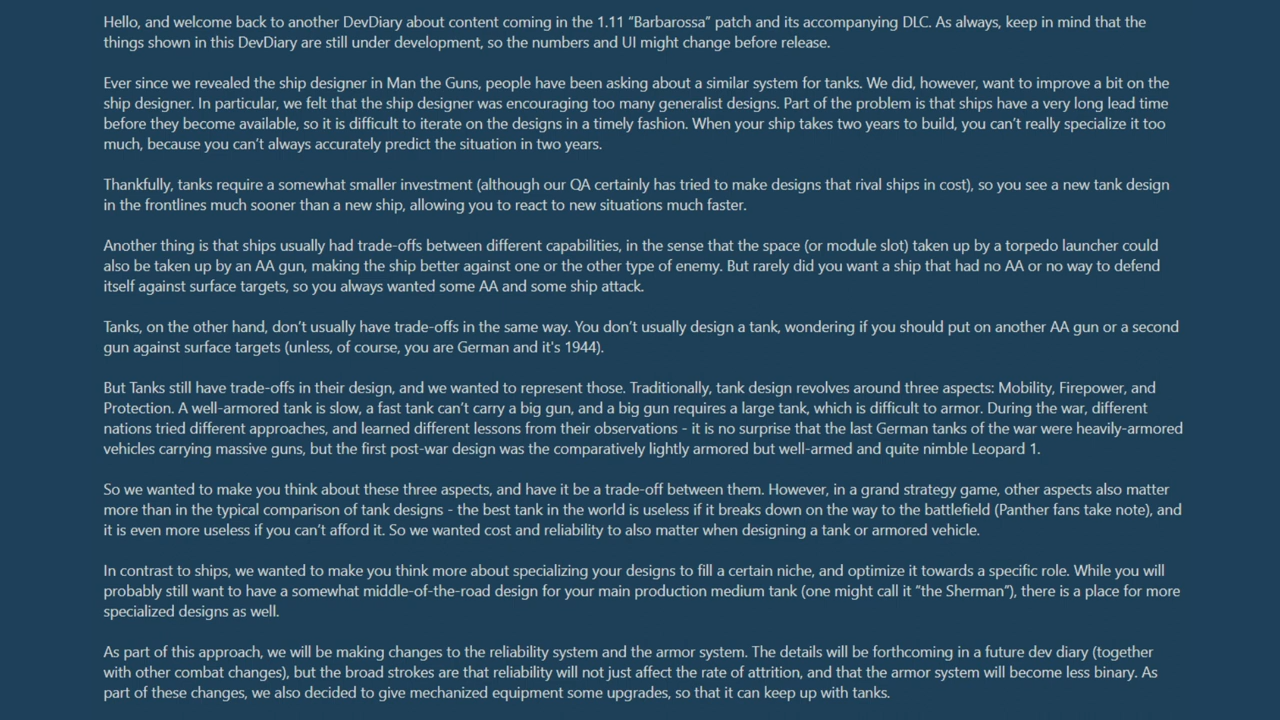 Hello, and welcome back to another DevDiary about content coming in the 1.11 “Barbarossa” patch and its accompanying DLC. As always, keep in mind that the
things shown in this DevDiary are still under development, so the numbers and UI might change before release.
Ever since we revealed the ship designer in Man the Guns, people have been asking about a similar system for tanks. We did, however, want to improve a bit on the
ship designer. In particular, we felt that the ship designer was encouraging too many generalist designs. Part of the problem is that ships have a very long lead time
before they become available, so it is difficult to iterate on the designs in a timely fashion. When your ship takes two years to build, you can’t really specialize it too
much, because you can’t always accurately predict the situation in two years.
Thankfully, tanks require a somewhat smaller investment (although our QA certainly has tried to make designs that rival ships in cost), so you see a new tank design
in the frontlines much sooner than a new ship, allowing you to react to new situations much faster.
Another thing is that ships usually had trade-offs between different capabilities, in the sense that the space (or module slot) taken up by a torpedo launcher could
also be taken up by an AA gun, making the ship better against one or the other type of enemy. But rarely did you want a ship that had no AA or no way to defend
itself against surface targets, so you always wanted some AA and some ship attack.
Tanks, on the other hand, don’t usually have trade-offs in the same way. You don’t usually design a tank, wondering if you should put on another AA gun or a second
gun against surface targets (unless, of course, you are German and it's 1944).
But Tanks still have trade-offs in their design, and we wanted to represent those. Traditionally, tank design revolves around three aspects: Mobility, Firepower, and
Protection. A well-armored tank is slow, a fast tank can’t carry a big gun, and a big gun requires a large tank, which is difficult to armor. During the war, different
nations tried different approaches, and learned different lessons from their observations - it is no surprise that the last German tanks of the war were heavily-armored
vehicles carrying massive guns, but the first post-war design was the comparatively lightly armored but well-armed and quite nimble Leopard 1.
So we wanted to make you think about these three aspects, and have it be a trade-off between them. However, in a grand strategy game, other aspects also matter
more than in the typical comparison of tank designs - the best tank in the world is useless if it breaks down on the way to the battlefield (Panther fans take note), and
it is even more useless if you can’t afford it. So we wanted cost and reliability to also matter when designing a tank or armored vehicle.
In contrast to ships, we wanted to make you think more about specializing your designs to fill a certain niche, and optimize it towards a specific role. While you will
probably still want to have a somewhat middle-of-the-road design for your main production medium tank (one might call it “the Sherman”), there is a place for more
specialized designs as well.
As part of this approach, we will be making changes to the reliability system and the armor system. The details will be forthcoming in a future dev diary (together
with other combat changes), but the broad strokes are that reliability will not just affect the rate of attrition, and that the armor system will become less binary. As
part of these changes, we also decided to give mechanized equipment some upgrades, so that it can keep up with tanks.